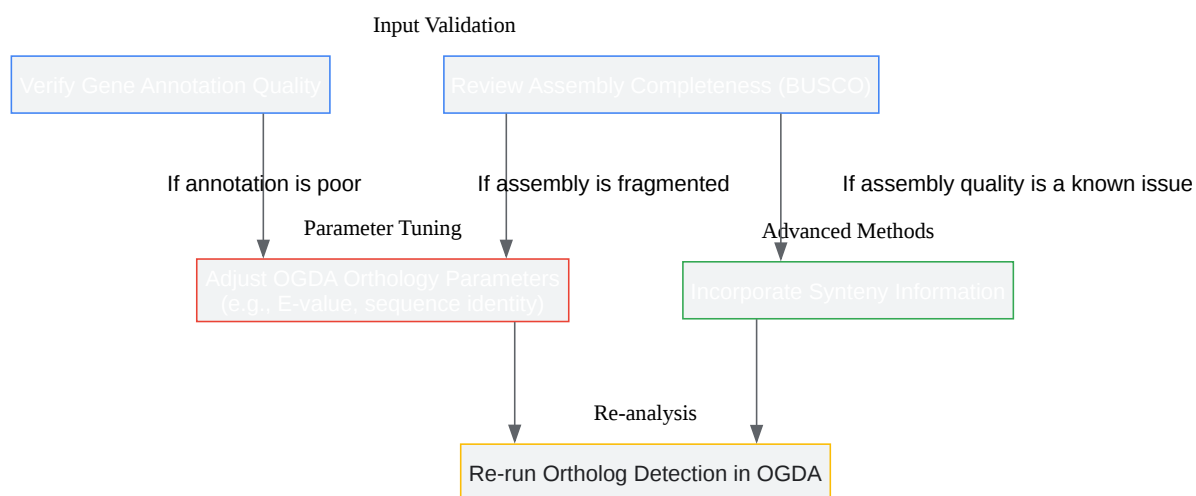 Input Validation
Verify Gene Annotation Quality
Review Assembly Completeness (BUSCO)
If annotation is poor
If assembly is fragmented
If assembly quality is a known issue
Parameter Tuning
Advanced Methods
Adjust OGDA Orthology Parameters
(e.g., E-value, sequence identity)
Incorporate Synteny Information
Re-analysis
Re-run Ortholog Detection in OGDA